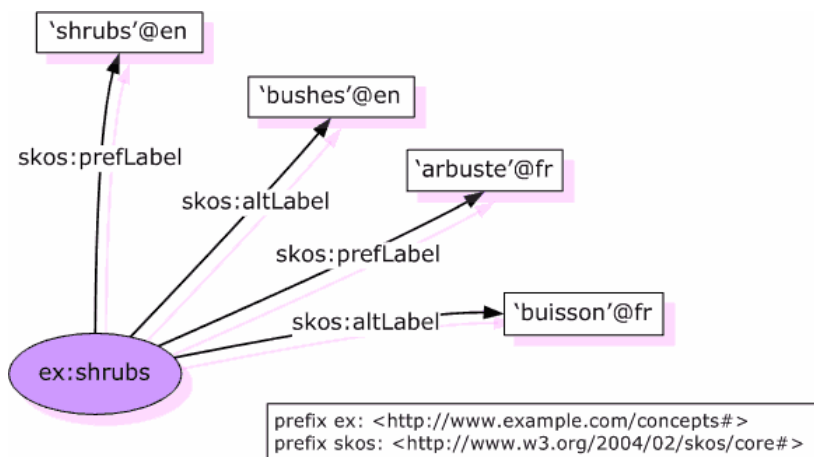 ‘shrubs’@en
‘bushes’@en
skos:prefLabel
‘arbuste’@fr
skos:altLabel
skos:prefLabel
‘buisson’@fr
skos:altLabel
ex:shrubs
prefix ex: <http://www.example.com/concepts#>
prefix skos: <http://www.w3.org/2004/02/skos/core#>